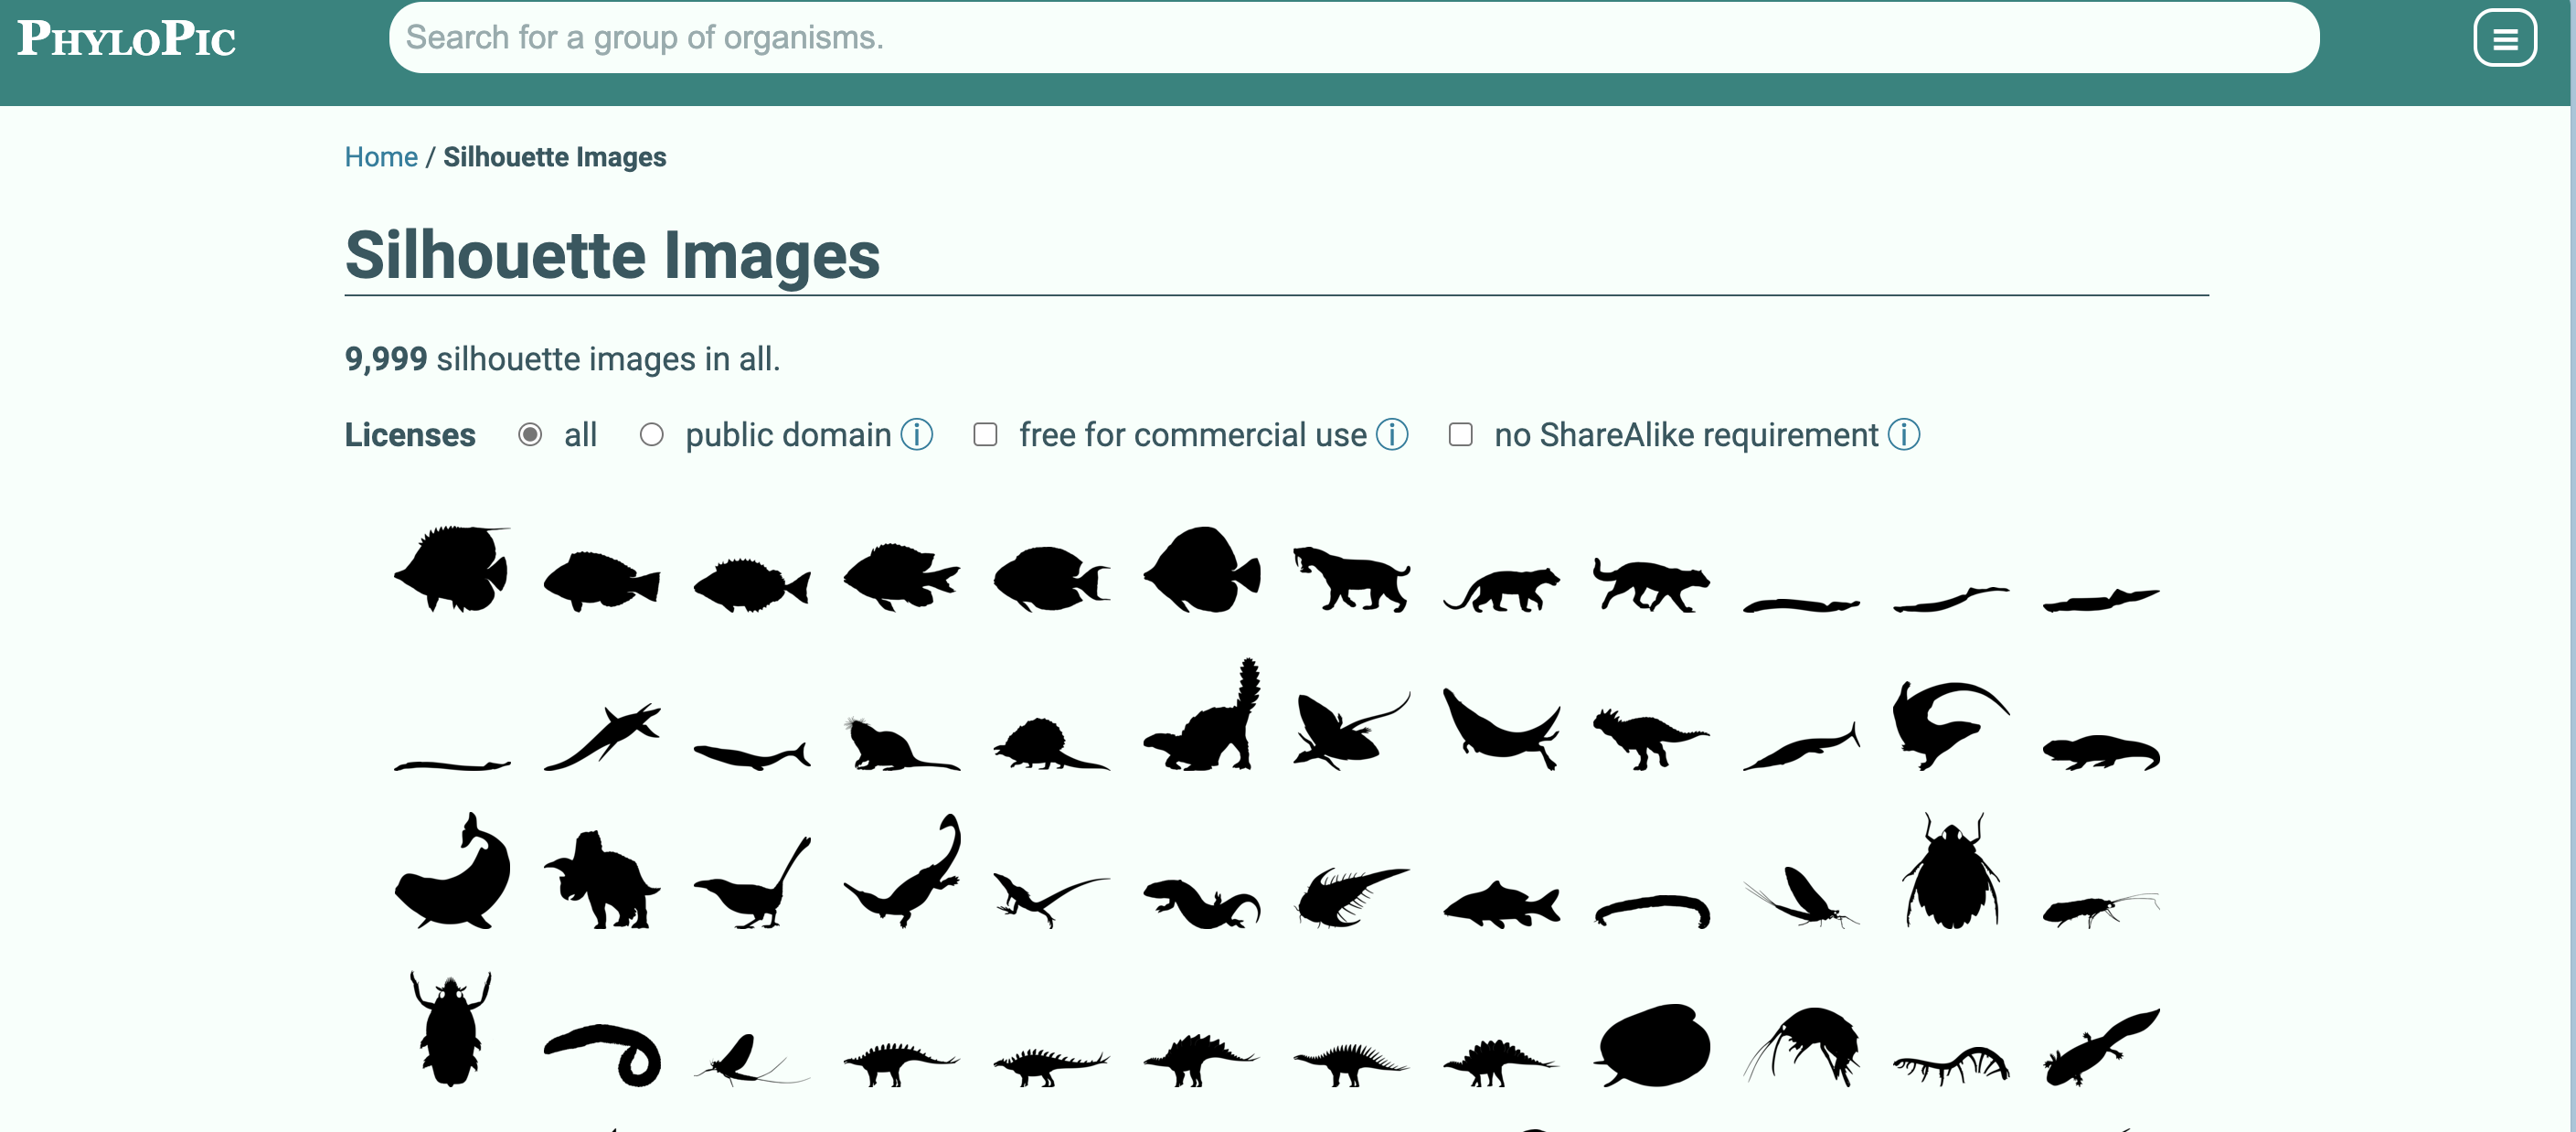 PHYLOPIC
Search for a group of organisms.
Home / Silhouette Images
Silhouette Images
9,999 silhouette images in all.
Licenses all public domain i free for commercial use i no ShareAlike requirement i